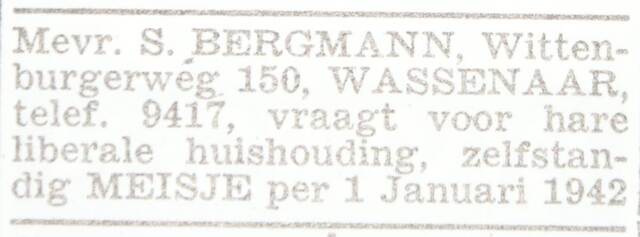 Mevr. S. BERGMANN, Witten-
burgerweg 150, WASSENAAR,
telef. 9417, vraagt voor hare
liberale huishouding, zelfstan-
dig MEISJE per 1 Januari 1942